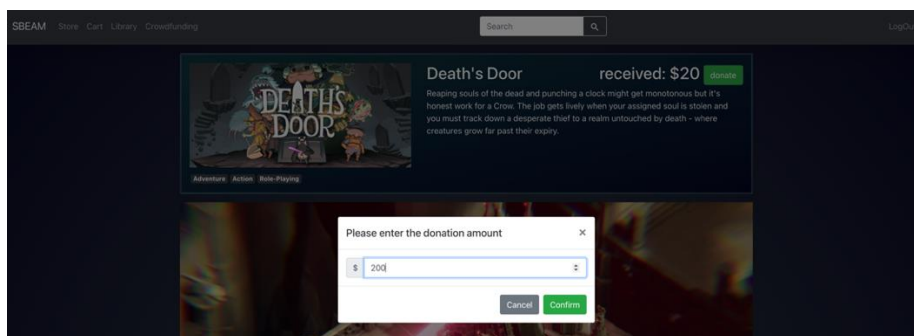 SBEAM Store Cart Library Crowdfunding Search LogOu
DEATH'S
DOOR
Death's Door received: $20 donate
Reaping souls of the dead and punching a clock might get monotonous but it's
honest work for a Crow. The job gets lively when your assigned soul is stolen and
you must track down a desperate thief to a realm untouched by death - where
creatures grow far past their expiry.
Adventure Action Role-Playing
Please enter the donation amount ×
$ 200
Cancel Confirm